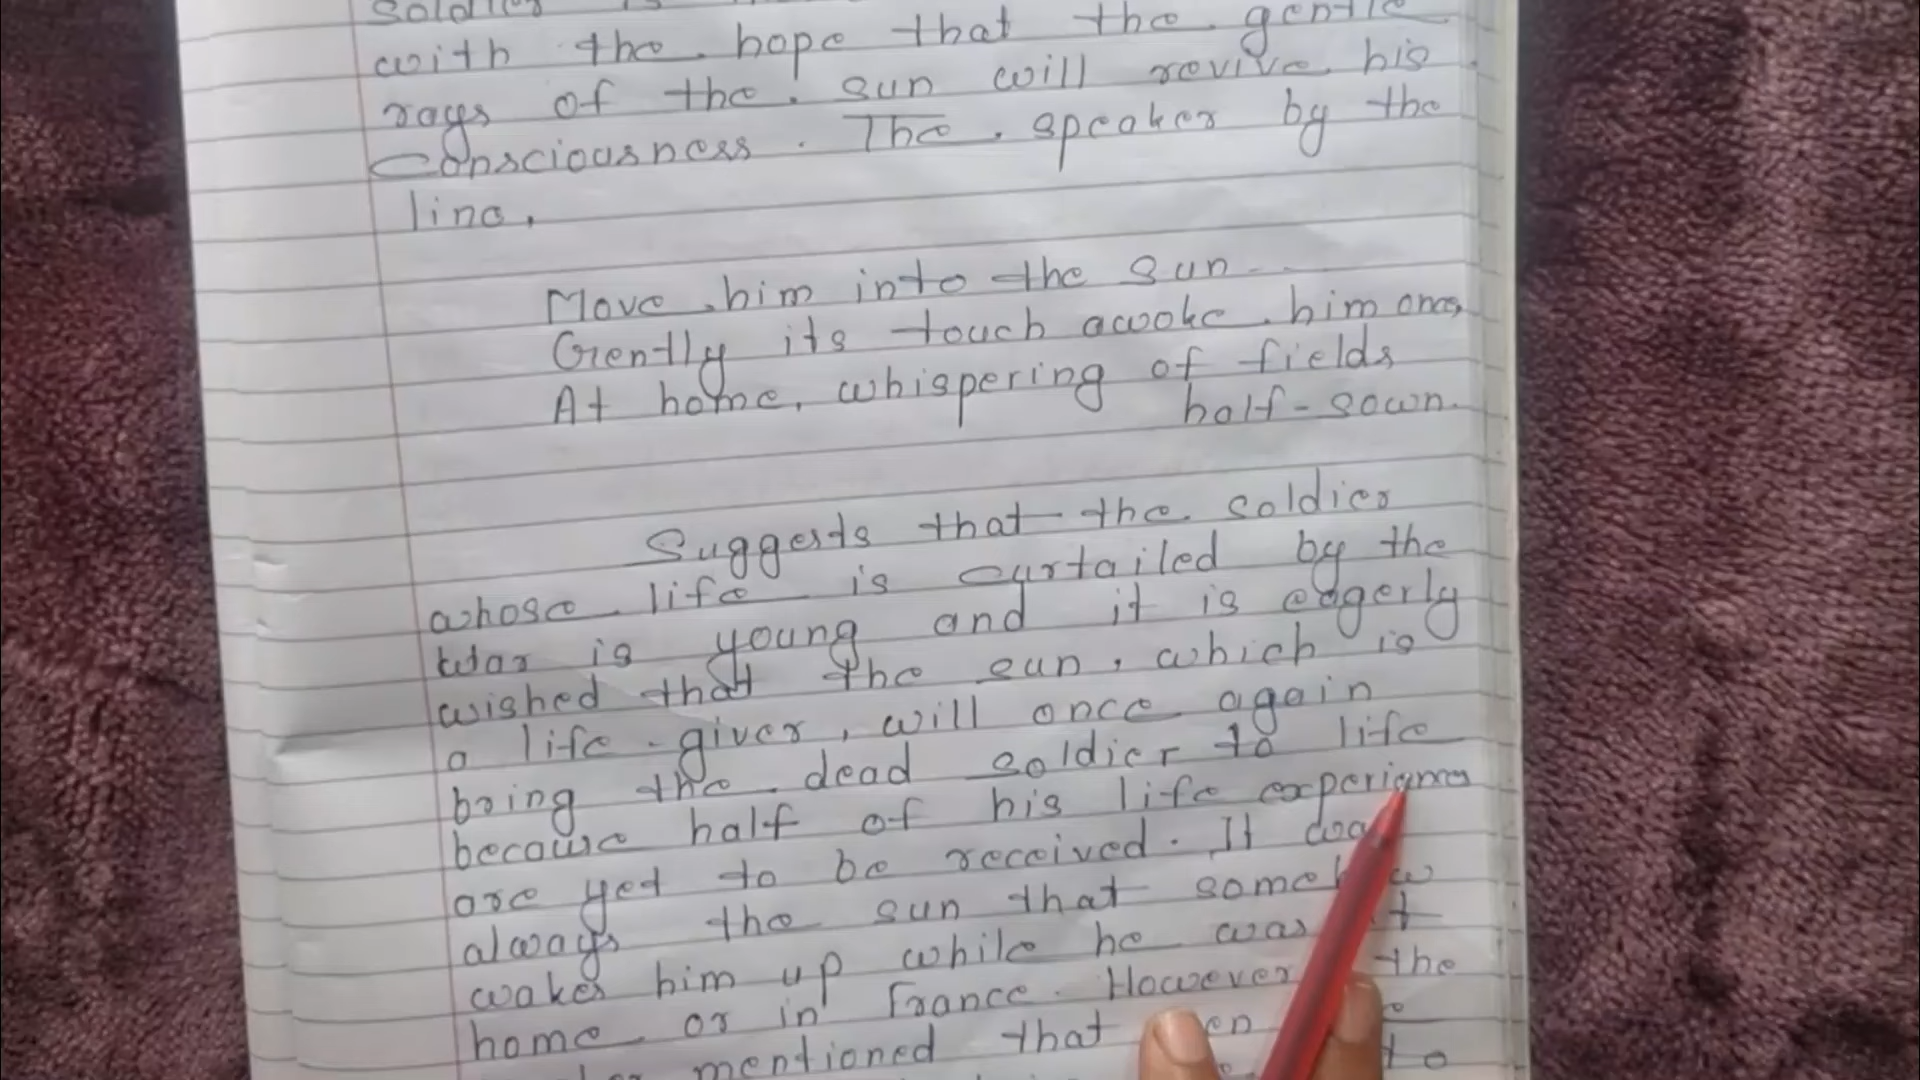 soldier is
with the hope that the gentle
rays of the sun will revive his
consciousness. The speaker by the
line,
Move him into the sun
Gently its touch awoke him once,
At home, whispering of fields
half-sown.
Suggests that the soldier
whose life is curtailed by the
war is young and it is eagerly
wished that the sun, which is
a life-giver, will once again
bring the dead soldier to life
because half of his life experiences
are yet to be received. It was
always the sun that somehow
wakes him up while he was at
home or in France. However the
mentioned that
to